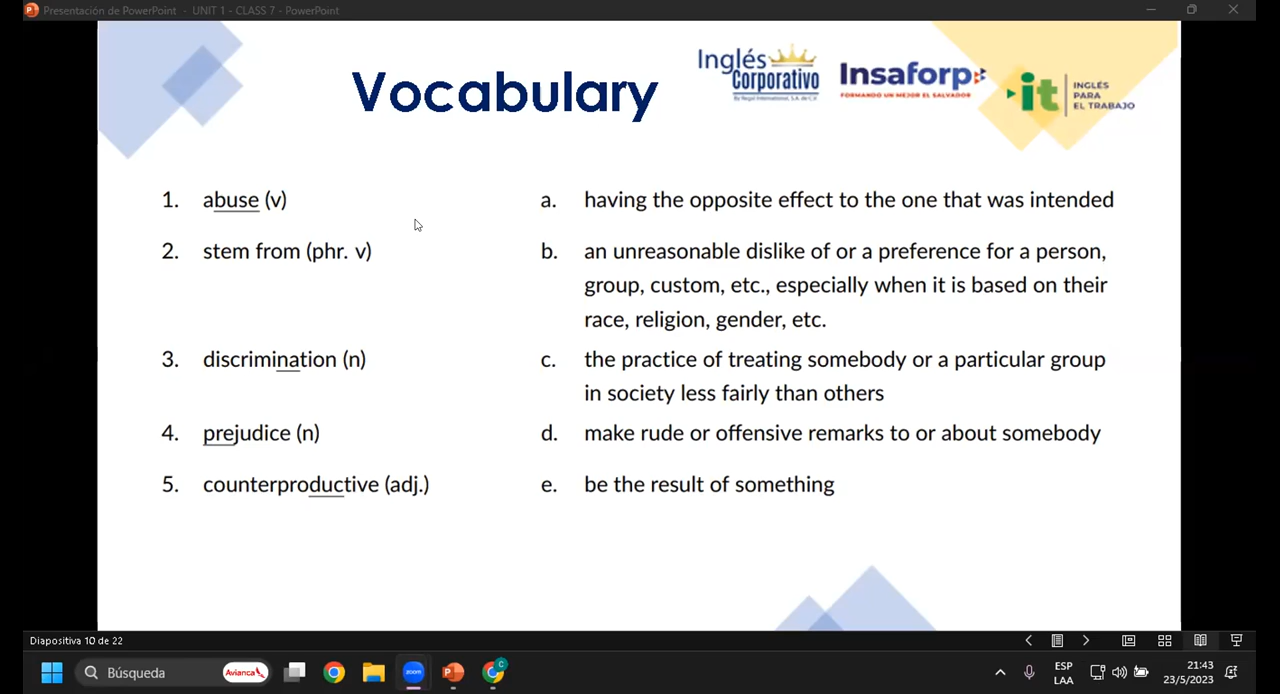 Presentación de PowerPoint - UNIT 1 - CLASS 7 - PowerPoint
Vocabulary
Inglés Corporativo
By Regal International, S.A. de C.V.
Insaforp
FORMANDO UN MEJOR EL SALVADOR
it
INGLÉS
PARA
EL TRABAJO
1. abuse (v)
a. having the opposite effect to the one that was intended
2. stem from (phr. v)
b. an unreasonable dislike of or a preference for a person,
group, custom, etc., especially when it is based on their
race, religion, gender, etc.
3. discrimination (n)
c. the practice of treating somebody or a particular group
in society less fairly than others
4. prejudice (n)
d. make rude or offensive remarks to or about somebody
5. counterproductive (adj.)
e. be the result of something
Diapositiva 10 de 22
Búsqueda
Avianca
zoom
C
ESP
LAA
21:43
23/5/2023